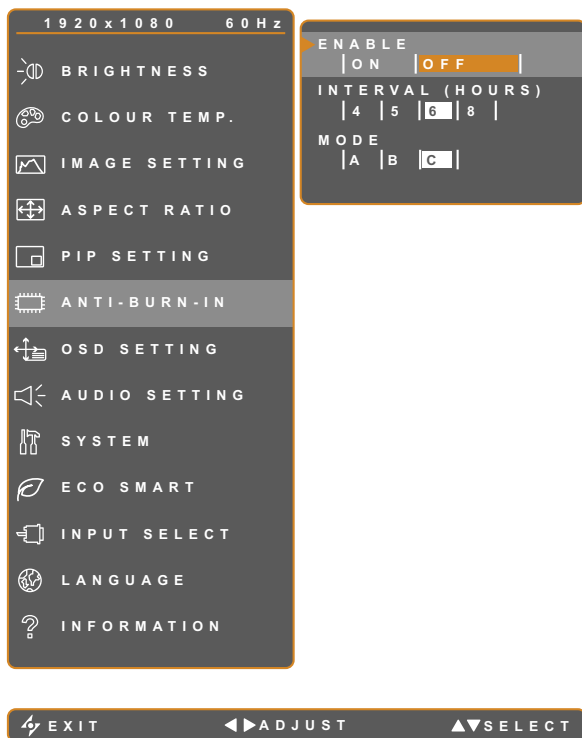 1920x1080 60Hz
BRIGHTNESS
COLOUR TEMP.
IMAGE SETTING
ASPECT RATIO
PIP SETTING
ANTI-BURN-IN
OSD SETTING
AUDIO SETTING
SYSTEM
ECO SMART
INPUT SELECT
LANGUAGE
INFORMATION
ENABLE
ON OFF
INTERVAL (HOURS)
4 5 6 8
MODE
A B C
EXIT ADJUST SELECT